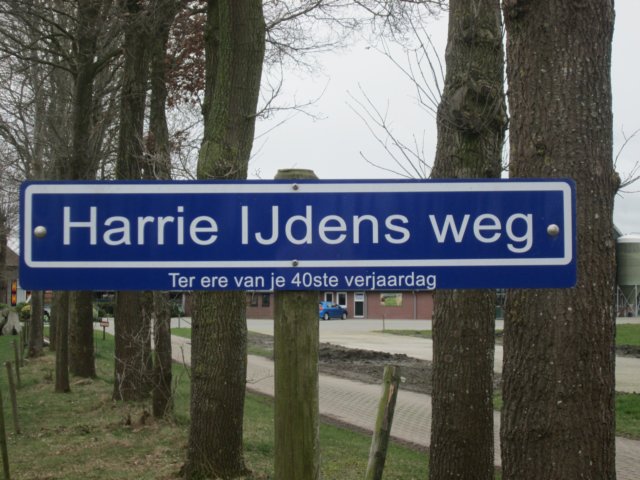 Harrie IJdens weg
Ter ere van je 40ste verjaardag